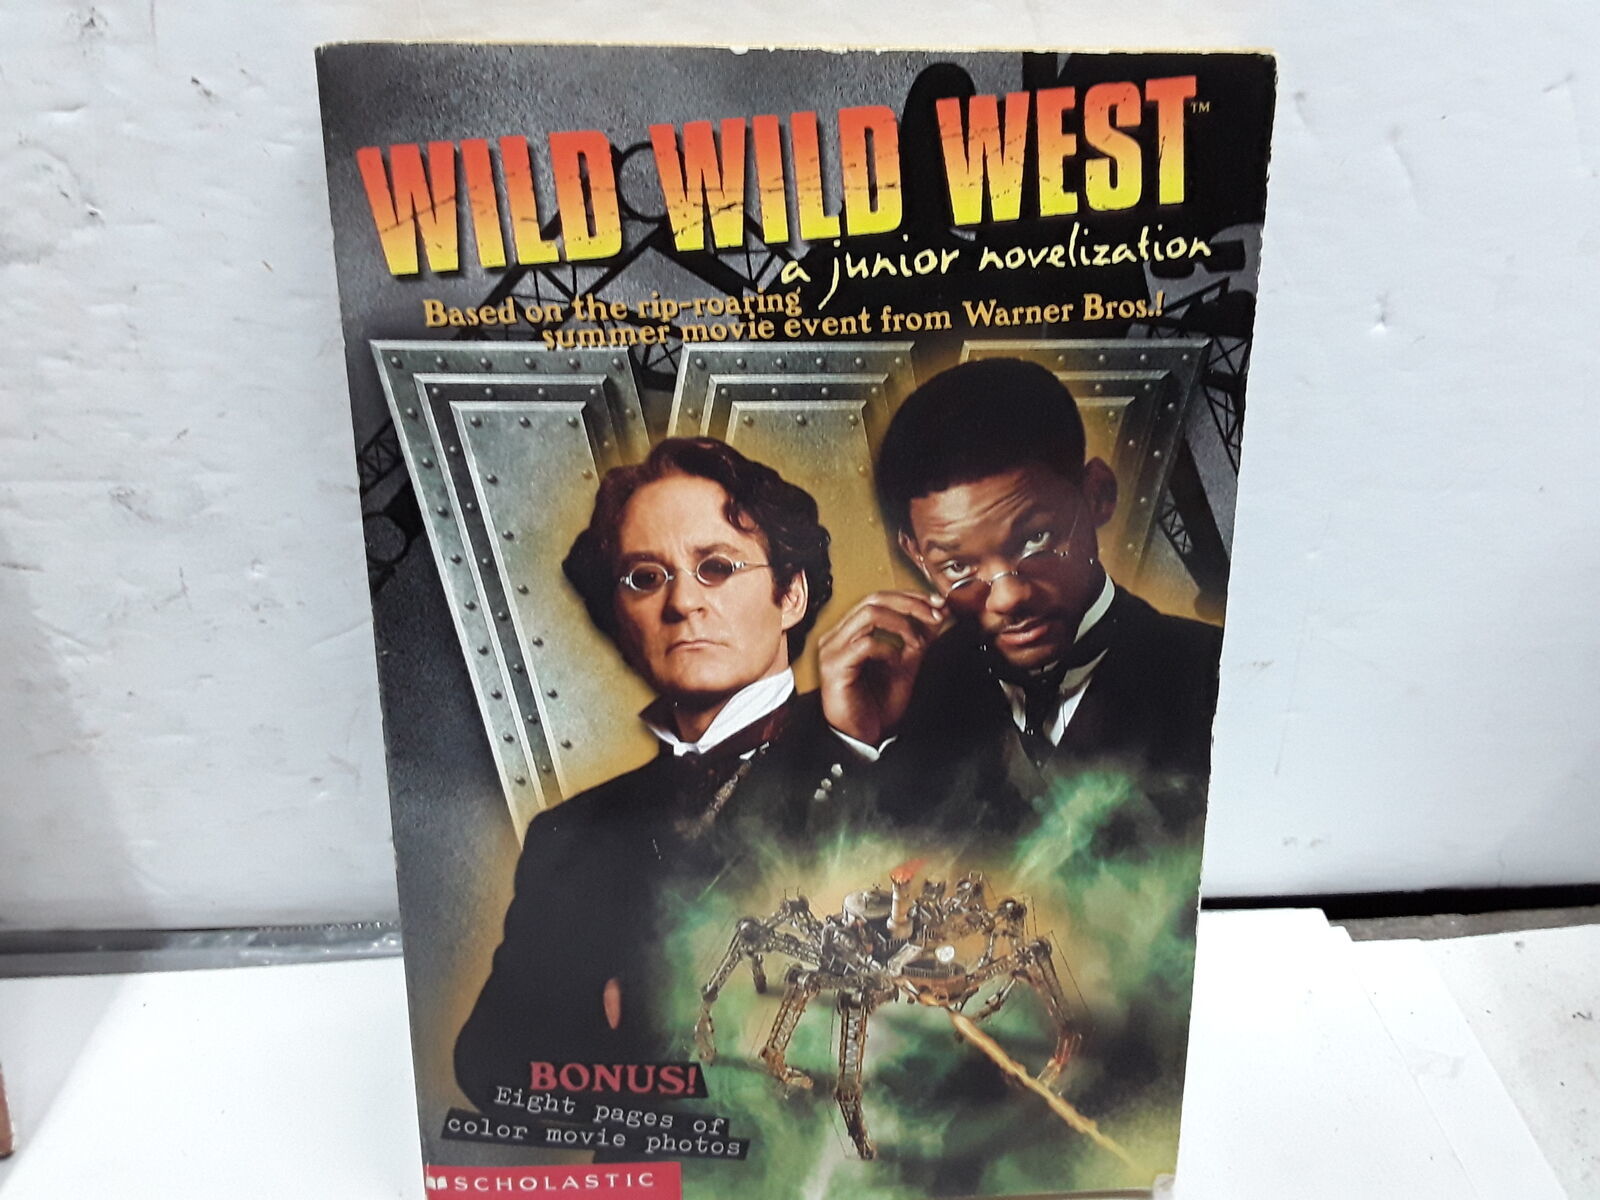 WILD WILD WEST™
a junior novelization
Based on the rip-roaring
summer movie event from Warner Bros.!
BONUS!
Eight pages of
color movie photos
SCHOLASTIC